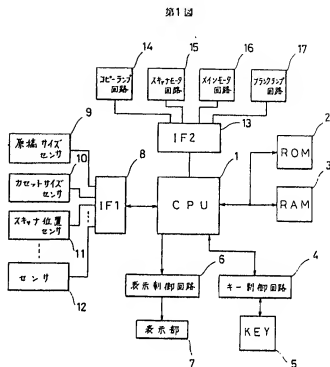 第1図
14
15
16
17
コピーランプ
回路
スキャナモータ
回路
メインモータ
回路
ブランクランプ
回路
9
原稿サイズ
センサ
10
カセットサイズ
センサ
スキャナ位置
センサ
11
センサ
12
8
IF1
IF2
13
1
CPU
2
ROM
3
RAM
6
表示制御回路
4
キー制御回路
表示部
7
KEY
5